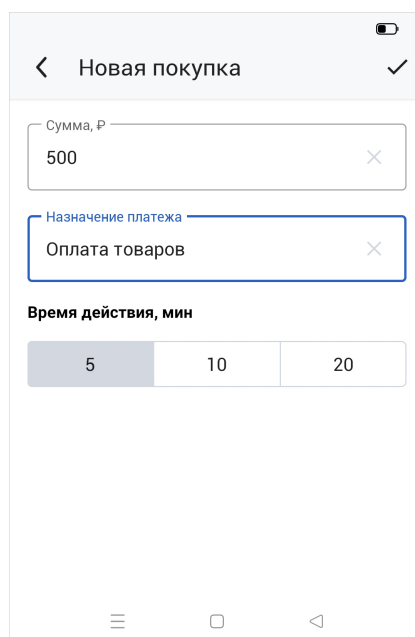 Новая покупка
Сумма, ₽
500
Назначение платежа
Оплата товаров
Время действия, мин
5 10 20